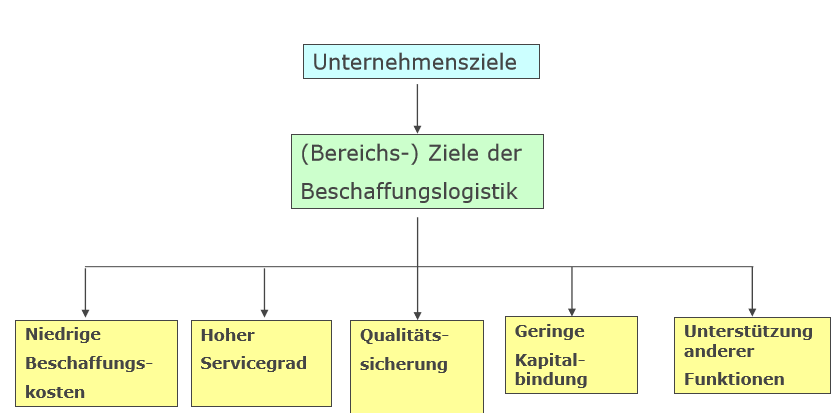 Unternehmensziele
(Bereichs-) Ziele der
Beschaffungslogistik
Niedrige
Beschaffungs-
kosten
Hoher
Servicegrad
Qualitäts-
sicherung
Geringe
Kapital-
bindung
Unterstützung
anderer
Funktionen